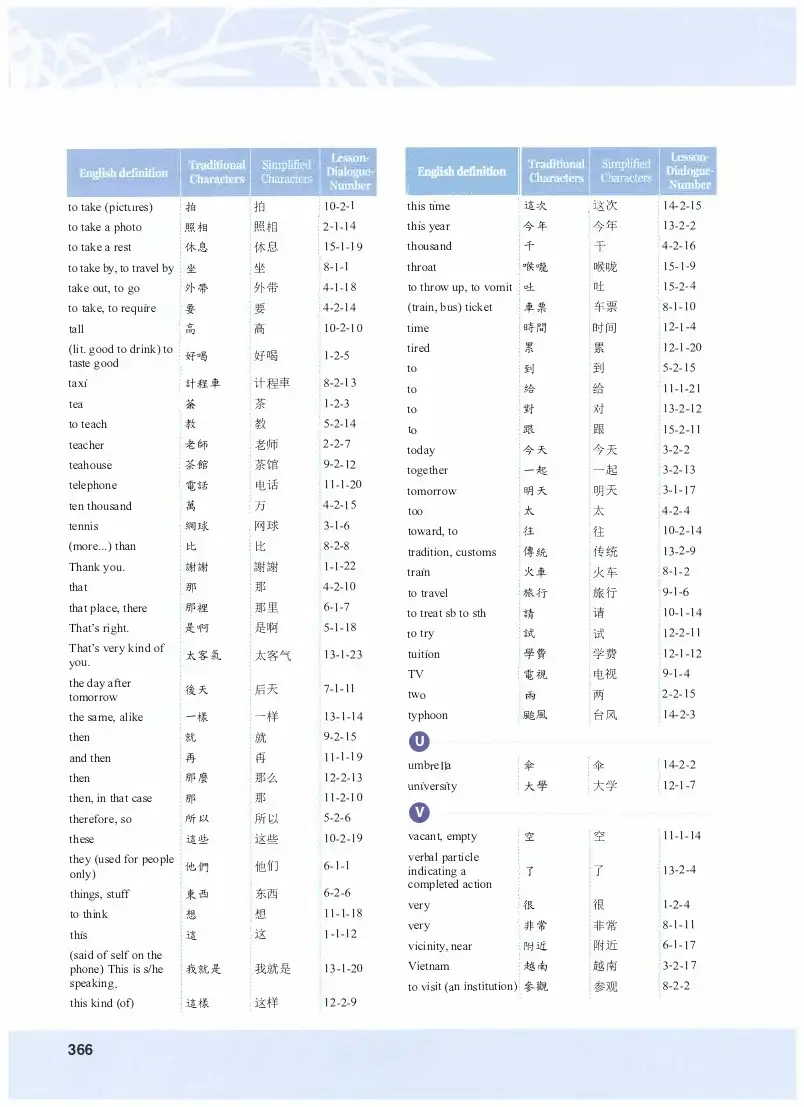 English definition Traditional Characters Simplified Characters Lesson-Dialogue-Number
to take (pictures) 拍 拍 10-2-1
to take a photo 照相 照相 2-1-14
to take a rest 休息 休息 15-1-19
to take by, to travel by 坐 坐 8-1-1
take out, to go 外帶 外带 4-1-18
to take, to require 要 要 4-2-14
tall 高 高 10-2-10
(lit. good to drink) to
taste good 好喝 好喝 1-2-5
taxi 計程車 计程車 8-2-13
tea 茶 茶 1-2-3
to teach 教 教 5-2-14
teacher 老師 老师 2-2-7
teahouse 茶館 茶馆 9-2-12
telephone 電話 电话 11-1-20
ten thousand 萬 万 4-2-15
tennis 網球 网球 3-1-6
(more...) than 比 比 8-2-8
Thank you. 謝謝 謝謝 1-1-22
that 那 那 4-2-10
that place, there 那裡 那里 6-1-7
That's right. 是啊 是啊 5-1-18
That's very kind of
you. 太客氣 太客气 13-1-23
the day after
tomorrow 後天 后天 7-1-11
the same, alike 一樣 一样 13-1-14
then 就 就 9-2-15
and then 再 再 11-1-19
then 那麼 那么 12-2-13
then, in that case 那 那 11-2-10
therefore, so 所以 所以 5-2-6
these 這些 这些 10-2-19
they (used for people
only) 他們 他们 6-1-1
things, stuff 東西 东西 6-2-6
to think 想 想 11-1-18
this 這 这 1-1-12
(said of self on the
phone) This is s/he
speaking. 我就是 我就是 13-1-20
this kind (of) 這樣 这样 12-2-9
English definition Traditional Characters Simplified Characters Lesson-Dialogue-Number
this time 這次 这次 14-2-15
this year 今年 今年 13-2-2
thousand 千 千 4-2-16
throat 喉嚨 喉咙 15-1-9
to throw up, to vomit 吐 吐 15-2-4
(train, bus) ticket 車票 车票 8-1-10
time 時間 时间 12-1-4
tired 累 累 12-1-20
to 到 到 5-2-15
to 給 给 11-1-21
to 對 对 13-2-12
to 跟 跟 15-2-11
today 今天 今天 3-2-2
together 一起 一起 3-2-13
tomorrow 明天 明天 3-1-17
too 太 太 4-2-4
toward, to 往 往 10-2-14
tradition, customs 傳統 传统 13-2-9
train 火車 火车 8-1-2
to travel 旅行 旅行 9-1-6
to treat sb to sth 請 请 10-1-14
to try 試 试 12-2-11
tuition 學費 学费 12-1-12
TV 電視 电视 9-1-4
two 兩 两 2-2-15
typhoon 颱風 台风 14-2-3
U
umbrella 傘 伞 14-2-2
university 大學 大学 12-1-7
V
vacant, empty 空 空 11-1-14
verbal particle
indicating a
completed action 了 了 13-2-4
very 很 很 1-2-4
very 非常 非常 8-1-11
vicinity, near 附近 附近 6-1-17
Vietnam 越南 越南 3-2-17
to visit (an institution) 參觀 参观 8-2-2
366